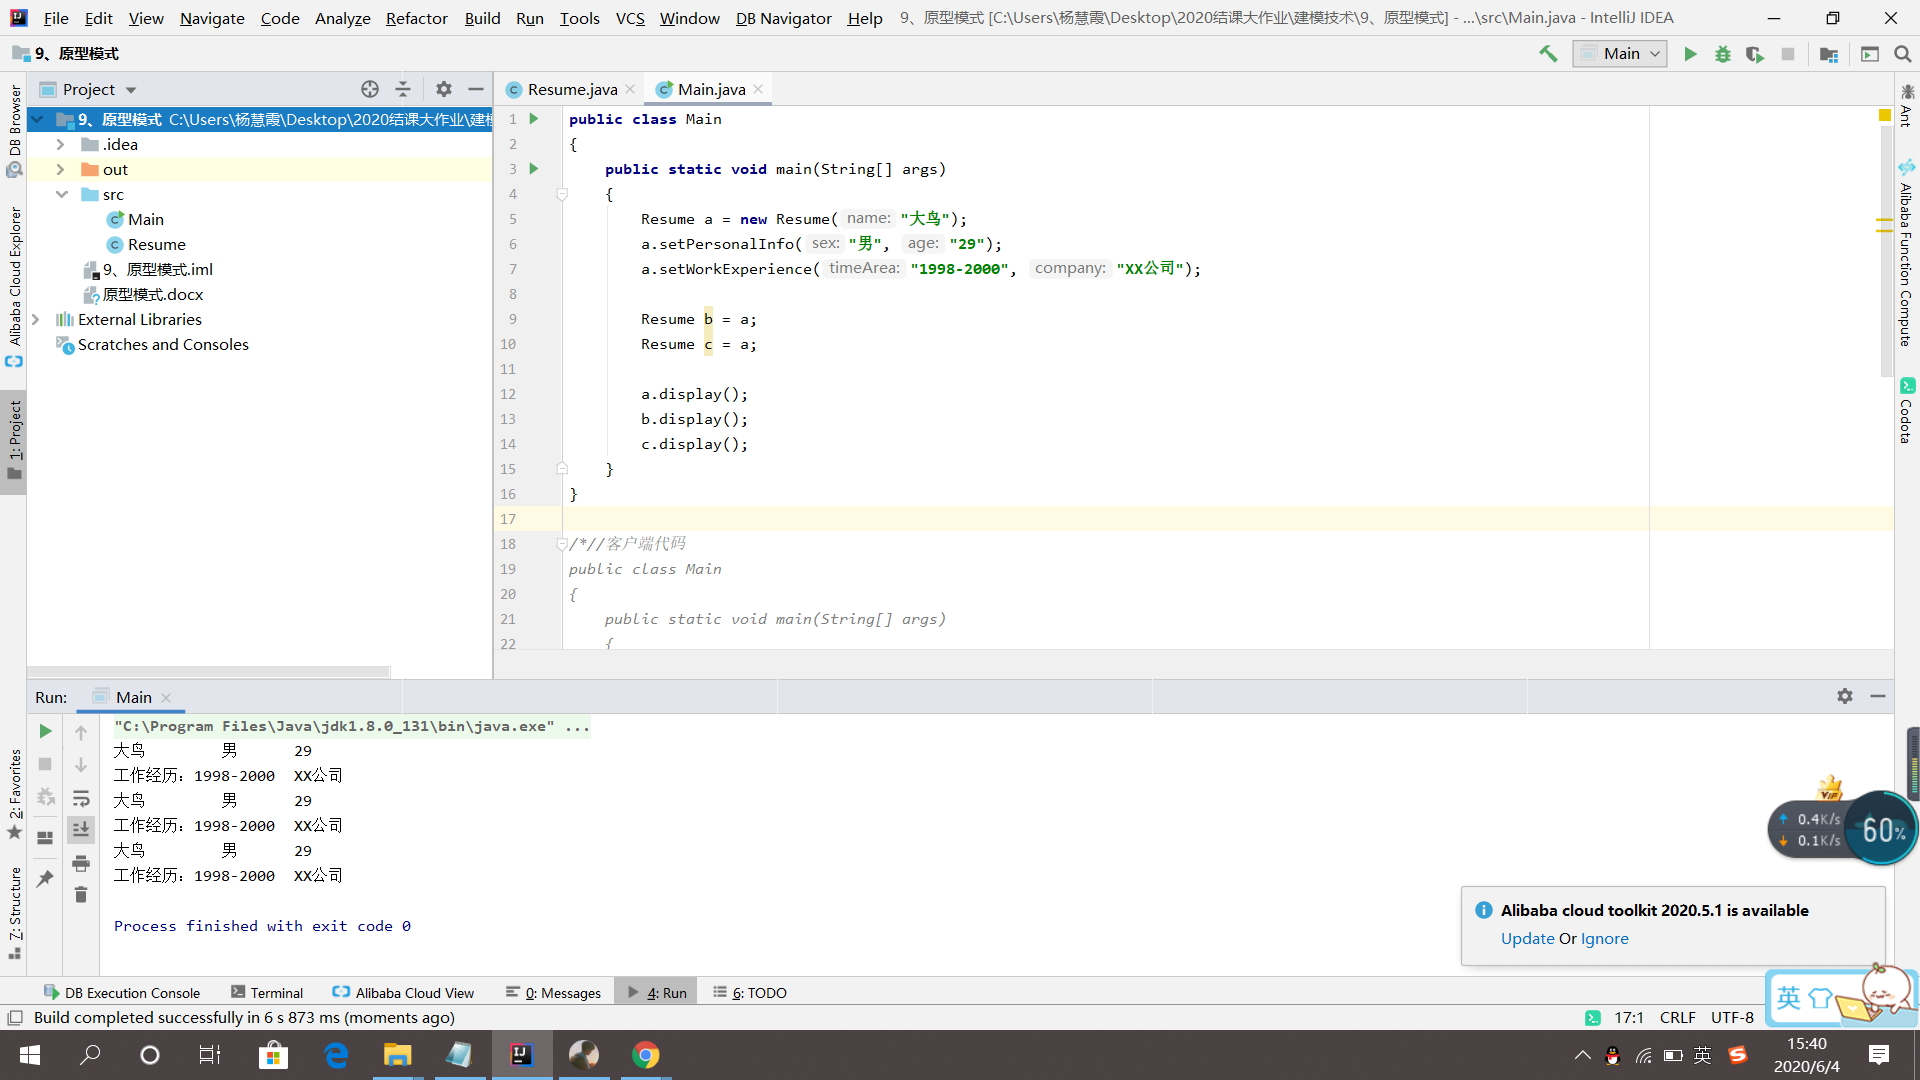 File Edit View Navigate Code Analyze Refactor Build Run Tools VCS Window DB Navigator Help 9、原型模式 [C:\Users\杨慧霞\Desktop\2020结课大作业\建模技术\9、原型模式] - ...\src\Main.java - IntelliJ IDEA
9、原型模式
Main
Project
Resume.java
Main.java
DB Browser
Alibaba Cloud Explorer
1: Project
2: Favorites
7: Structure
9、原型模式 C:\Users\杨慧霞\Desktop\2020结课大作业\建模
.idea
out
src
Main
Resume
9、原型模式.iml
原型模式.docx
External Libraries
Scratches and Consoles
1 public class Main
2 {
3 public static void main(String[] args)
4 {
5 Resume a = new Resume( name: "大鸟");
6 a.setPersonalInfo( sex: "男", age: "29");
7 a.setWorkExperience( timeArea: "1998-2000", company: "XX公司");
8
9 Resume b = a;
10 Resume c = a;
11
12 a.display();
13 b.display();
14 c.display();
15 }
16 }
17
18 /*//客户端代码
19 public class Main
20 {
21 public static void main(String[] args)
22 {
Ant
Alibaba Function Compute
Codota
Run: Main
"C:\Program Files\Java\jdk1.8.0_131\bin\java.exe" ...
大鸟 男 29
工作经历：1998-2000 XX公司
大鸟 男 29
工作经历：1998-2000 XX公司
大鸟 男 29
工作经历：1998-2000 XX公司
Process finished with exit code 0
VIP
0.4K/s
0.1K/s
60%
Alibaba cloud toolkit 2020.5.1 is available
Update Or Ignore
DB Execution Console Terminal Alibaba Cloud View 0: Messages 4: Run 6: TODO
英
Build completed successfully in 6 s 873 ms (moments ago)
17:1 CRLF UTF-8
英
15:40
2020/6/4